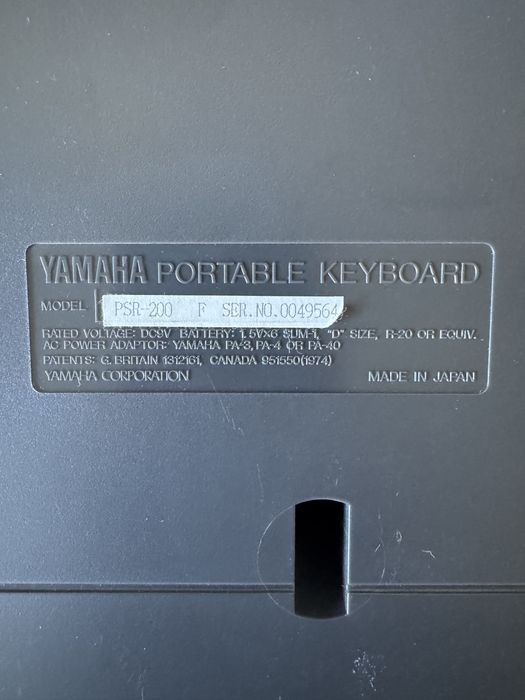 YAMAHA PORTABLE KEYBOARD
MODEL PSR-200 F SER.NO.0049564
RATED VOLTAGE: DC9V BATTERY: 1.5V×6 SUM-1, "D" SIZE, R-20 OR EQUIV.
AC POWER ADAPTOR: YAMAHA PA-3, PA-4 OR PA-40
PATENTS: G. BRITAIN 1312161, CANADA 951550(1974)
YAMAHA CORPORATION MADE IN JAPAN